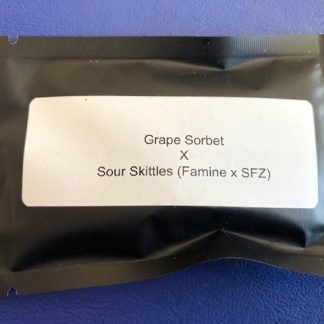 Grape Sorbet
X
Sour Skittles (Famine x SFZ)